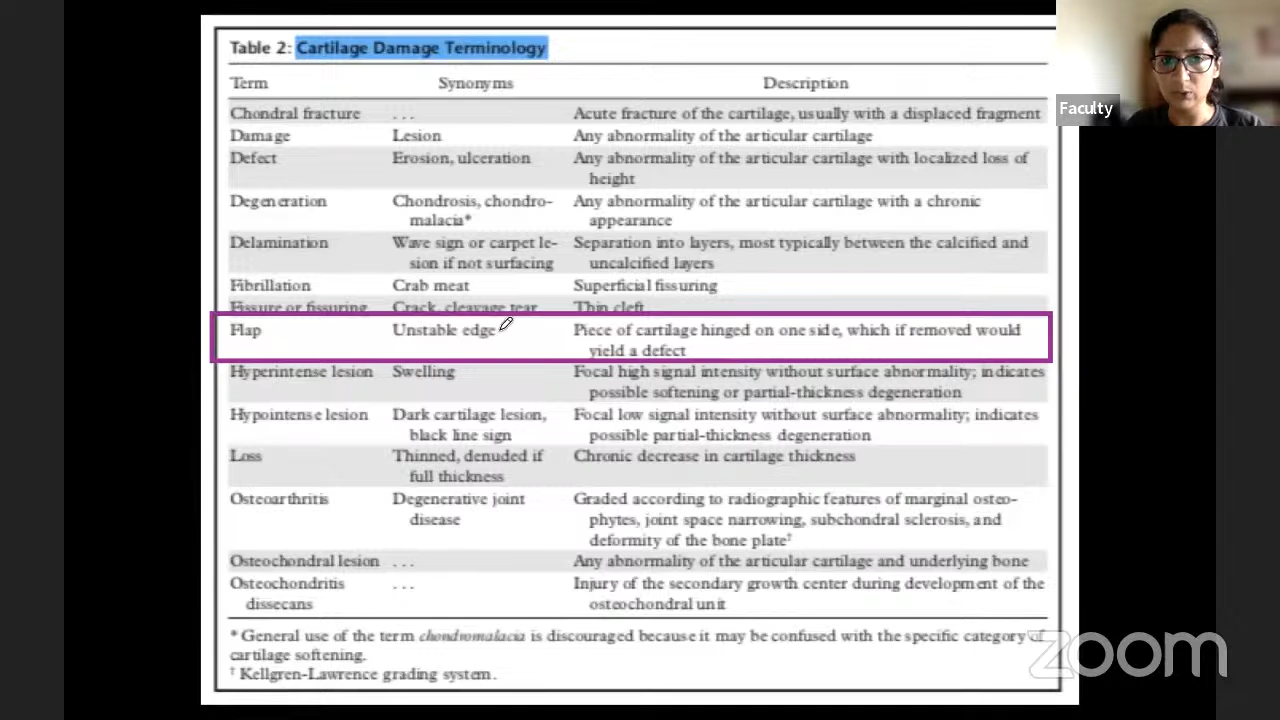 Table 2: Cartilage Damage Terminology
Term Synonyms Description
Chondral fracture . . . Acute fracture of the cartilage, usually with a displaced fragment
Damage Lesion Any abnormality of the articular cartilage
Defect Erosion, ulceration Any abnormality of the articular cartilage with localized loss of
height
Degeneration Chondrosis, chondro- Any abnormality of the articular cartilage with a chronic
malacia* appearance
Delamination Wave sign or carpet le- Separation into layers, most typically between the calcified and
sion if not surfacing uncalcified layers
Fibrillation Crab meat Superficial fissuring
Fissure or fissuring Crack, cleavage tear Thin cleft
Flap Unstable edge Piece of cartilage hinged on one side, which if removed would
yield a defect
Hyperintense lesion Swelling Focal high signal intensity without surface abnormality; indicates
possible softening or partial-thickness degeneration
Hypointense lesion Dark cartilage lesion, Focal low signal intensity without surface abnormality; indicates
black line sign possible partial-thickness degeneration
Loss Thinned, denuded if Chronic decrease in cartilage thickness
full thickness
Osteoarthritis Degenerative joint Graded according to radiographic features of marginal osteo-
disease phytes, joint space narrowing, subchondral sclerosis, and
deformity of the bone plate†
Osteochondral lesion . . . Any abnormality of the articular cartilage and underlying bone
Osteochondritis . . . Injury of the secondary growth center during development of the
dissecans osteochondral unit
* General use of the term chondromalacia is discouraged because it may be confused with the specific category of
cartilage softening.
† Kellgren-Lawrence grading system.
Faculty
zoom